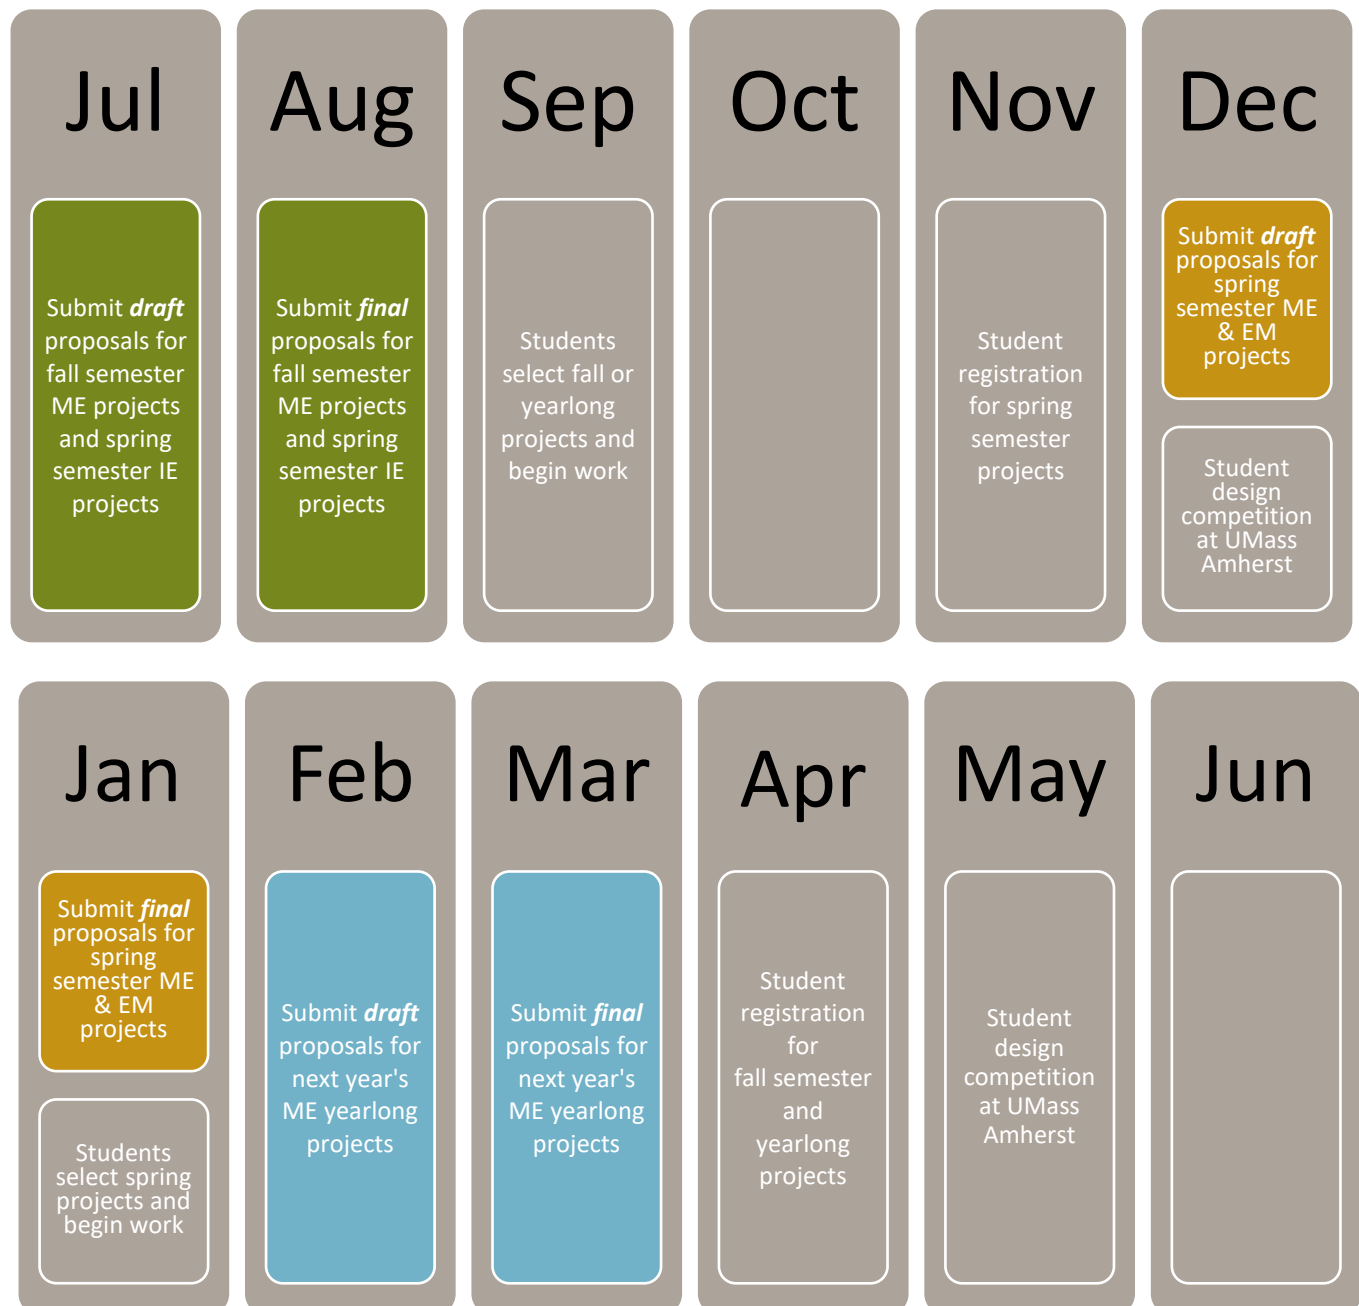 Jul
Submit draft
proposals for
fall semester
ME projects
and spring
semester IE
projects
Aug
Submit final
proposals for
fall semester
ME projects
and spring
semester IE
projects
Sep
Students
select fall or
yearlong
projects and
begin work
Oct
Nov
Student
registration
for spring
semester
projects
Dec
Submit draft
proposals for
spring
semester ME
& EM
projects
Student
design
competition
at UMass
Amherst
Jan
Submit final
proposals for
spring
semester ME
& EM
projects
Students
select spring
projects and
begin work
Feb
Submit draft
proposals for
next year's
ME yearlong
projects
Mar
Submit final
proposals for
next year's
ME yearlong
projects
Apr
Student
registration
for
fall semester
and
yearlong
projects
May
Student
design
competition
at UMass
Amherst
Jun